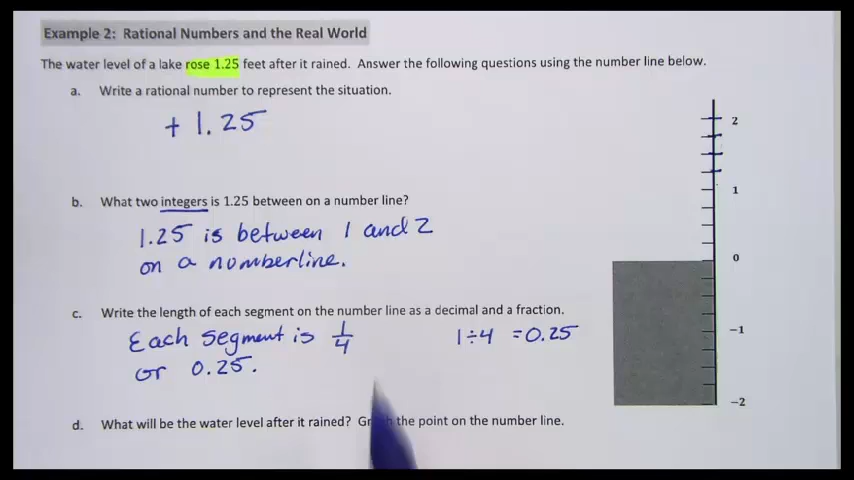 Example 2: Rational Numbers and the Real World
The water level of a lake rose 1.25 feet after it rained. Answer the following questions using the number line below.
a. Write a rational number to represent the situation.
+ 1.25
b. What two integers is 1.25 between on a number line?
1.25 is between 1 and 2
on a numberline.
c. Write the length of each segment on the number line as a decimal and a fraction.
Each segment is 1/4
or 0.25.
1÷4 = 0.25
d. What will be the water level after it rained? the point on the number line.
2
1
0
−1
−2